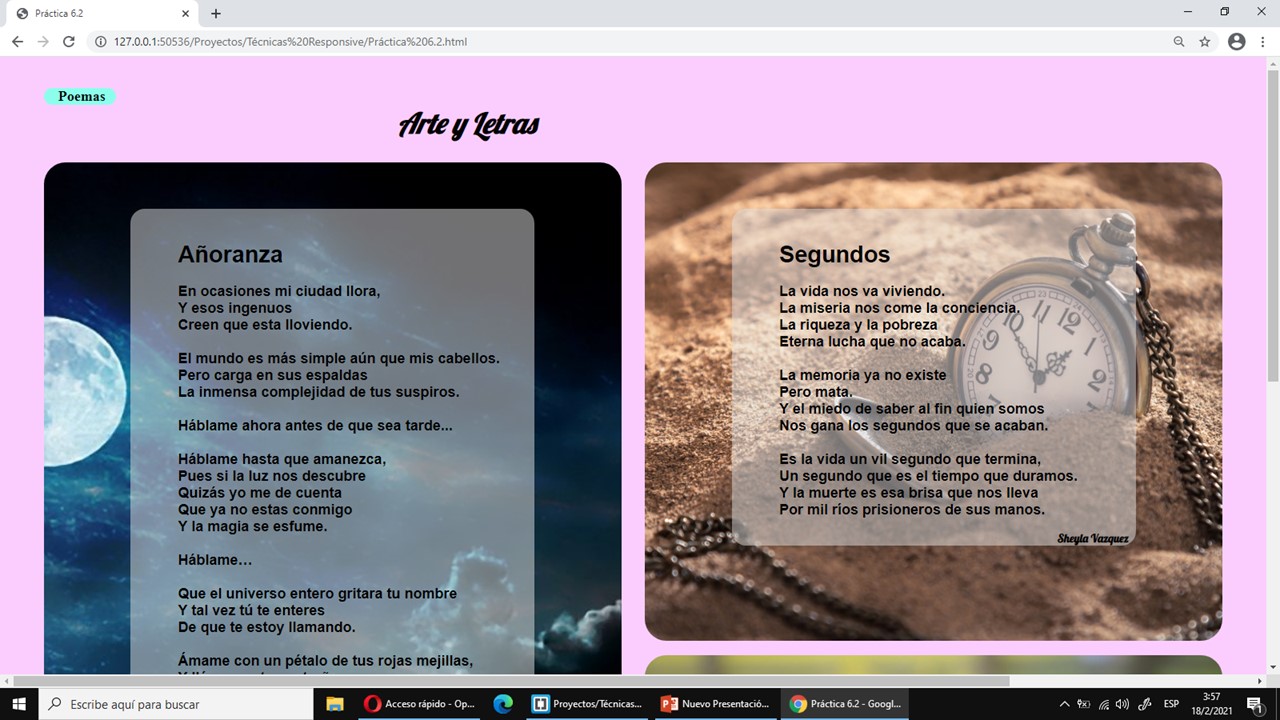 Práctica 6.2
127.0.0.1:50536/Proyectos/Técnicas%20Responsive/Práctica%206.2.html
Poemas
Arte y Letras
Añoranza
En ocasiones mi ciudad llora,
Y esos ingenuos
Creen que esta lloviendo.
El mundo es más simple aún que mis cabellos.
Pero carga en sus espaldas
La inmensa complejidad de tus suspiros.
Háblame ahora antes de que sea tarde...
Háblame hasta que amanezca,
Pues si la luz nos descubre
Quizás yo me de cuenta
Que ya no estas conmigo
Y la magia se esfume.
Háblame…
Que el universo entero gritara tu nombre
Y tal vez tú te enteres
De que te estoy llamando.
Ámame con un pétalo de tus rojas mejillas,
Segundos
La vida nos va viviendo.
La miseria nos come la conciencia.
La riqueza y la pobreza
Eterna lucha que no acaba.
La memoria ya no existe
Pero mata.
Y el miedo de saber al fin quien somos
Nos gana los segundos que se acaban.
Es la vida un vil segundo que termina,
Un segundo que es el tiempo que duramos.
Y la muerte es esa brisa que nos lleva
Por mil ríos prisioneros de sus manos.
Sheyla Vazquez
Escribe aquí para buscar
Acceso rápido - Op...
Proyectos/Técnicas...
Nuevo Presentació...
Práctica 6.2 - Googl...
ESP
3:57
18/2/2021